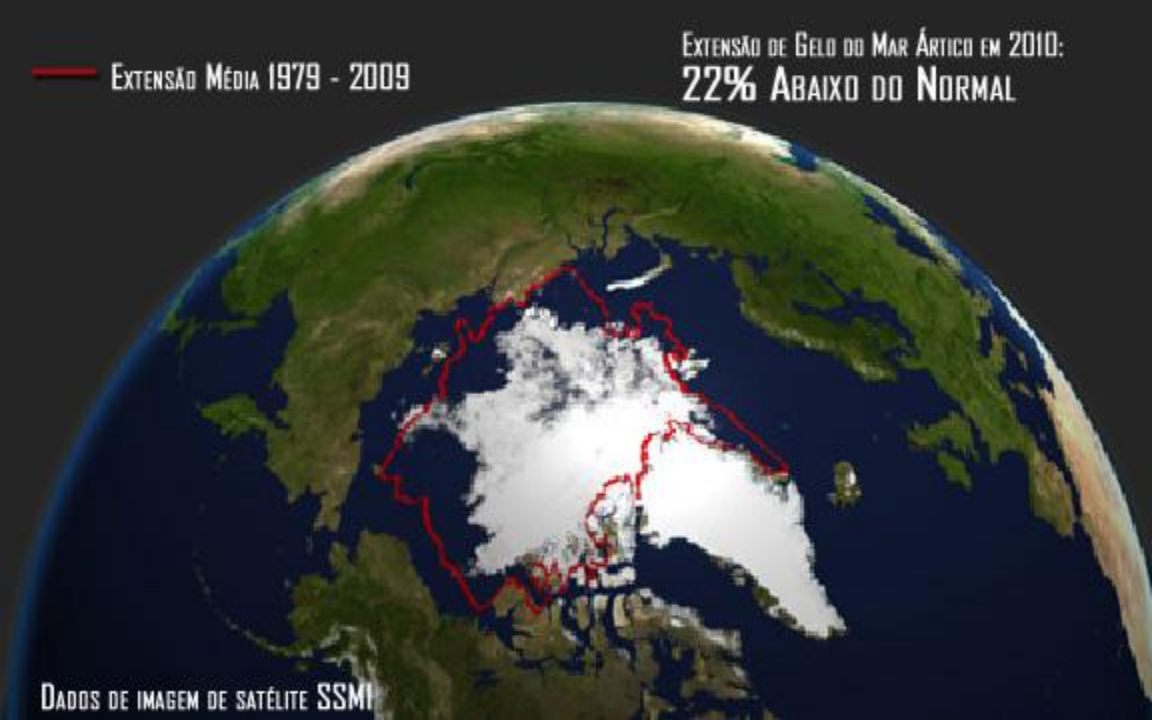 Extensão Média 1979 - 2009
Extensão de Gelo do Mar Ártico em 2010:
22% Abaixo do Normal
Dados de imagem de satélite SSMI